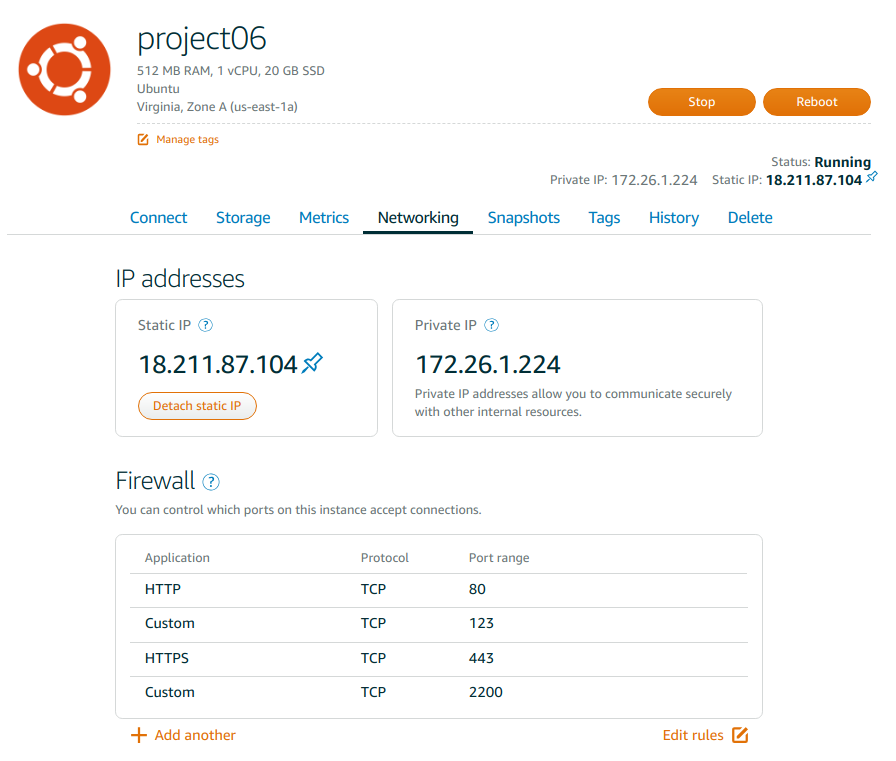 project06
512 MB RAM, 1 vCPU, 20 GB SSD
Ubuntu
Virginia, Zone A (us-east-1a)
Stop
Reboot
Manage tags
Status: Running
Private IP: 172.26.1.224 Static IP: 18.211.87.104
Connect Storage Metrics Networking Snapshots Tags History Delete
IP addresses
Static IP ?
18.211.87.104
Detach static IP
Private IP ?
172.26.1.224
Private IP addresses allow you to communicate securely
with other internal resources.
Firewall ?
You can control which ports on this instance accept connections.
Application Protocol Port range
HTTP TCP 80
Custom TCP 123
HTTPS TCP 443
Custom TCP 2200
+ Add another
Edit rules